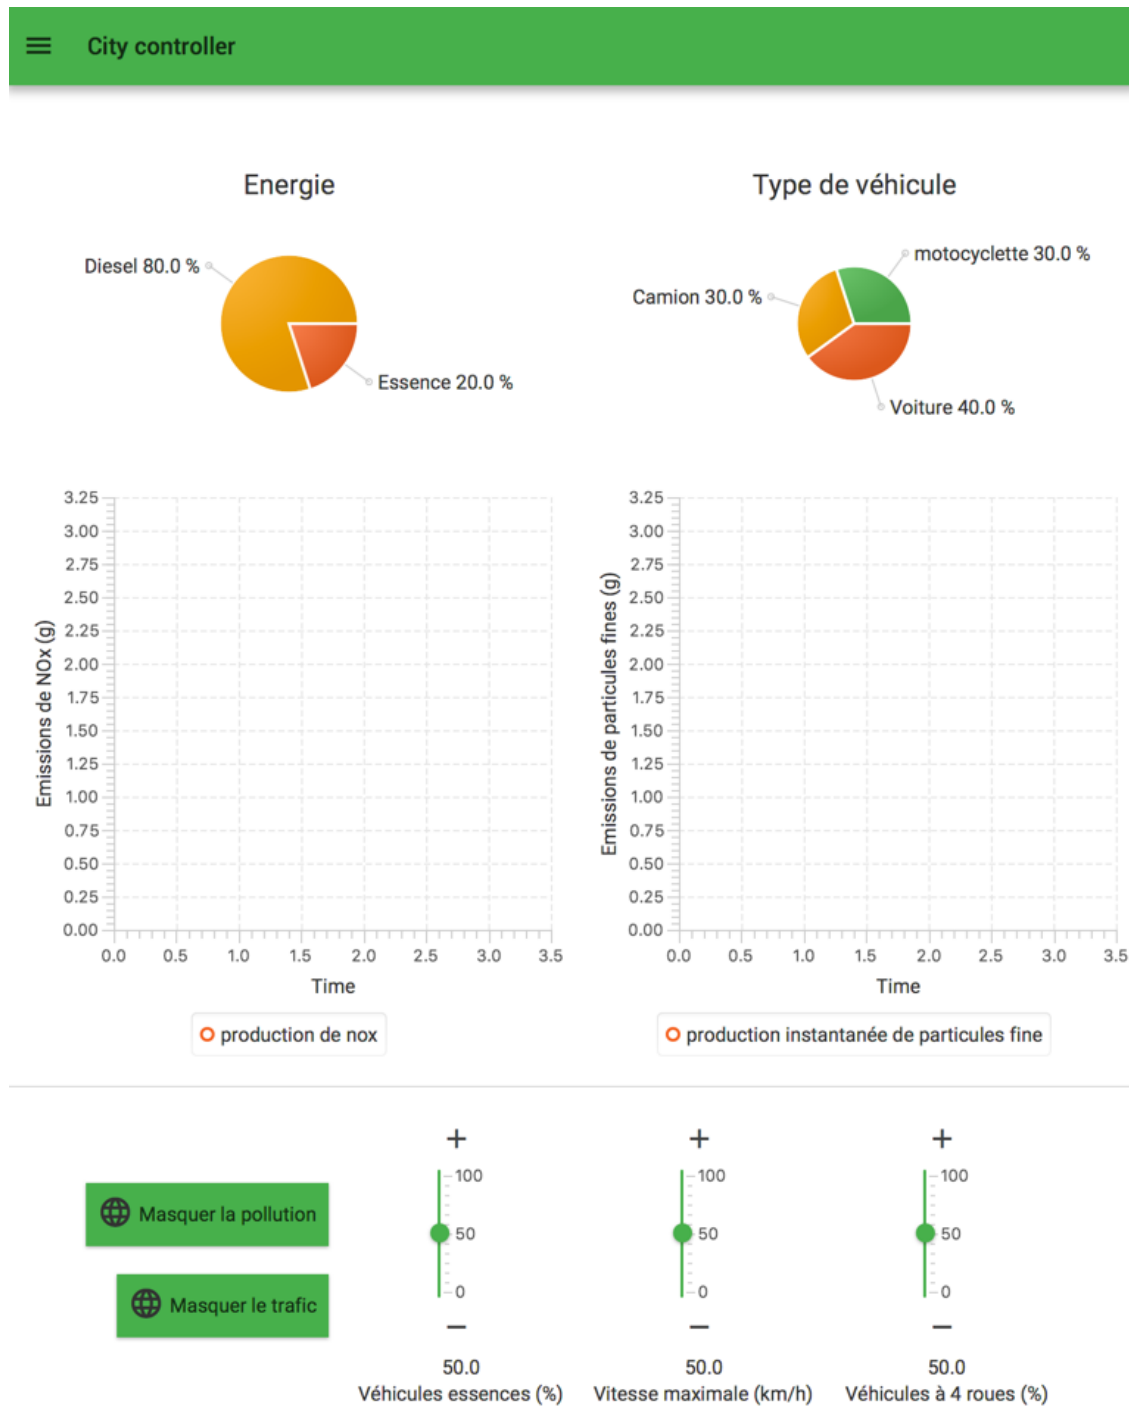 City controller
Energie
Diesel 80.0 %
Essence 20.0 %
Type de véhicule
motocyclette 30.0 %
Camion 30.0 %
Voiture 40.0 %
Emissions de NOx (g)
3.25
3.00
2.75
2.50
2.25
2.00
1.75
1.50
1.25
1.00
0.75
0.50
0.25
0.00
0.0 0.5 1.0 1.5 2.0 2.5 3.0 3.5
Time
production de nox
Emissions de particules fines (g)
3.25
3.00
2.75
2.50
2.25
2.00
1.75
1.50
1.25
1.00
0.75
0.50
0.25
0.00
0.0 0.5 1.0 1.5 2.0 2.5 3.0 3.5
Time
production instantanée de particules fine
Masquer la pollution
Masquer le trafic
+
100
50
0
−
50.0
Véhicules essences (%)
+
100
50
0
−
50.0
Vitesse maximale (km/h)
+
100
50
0
−
50.0
Véhicules à 4 roues (%)